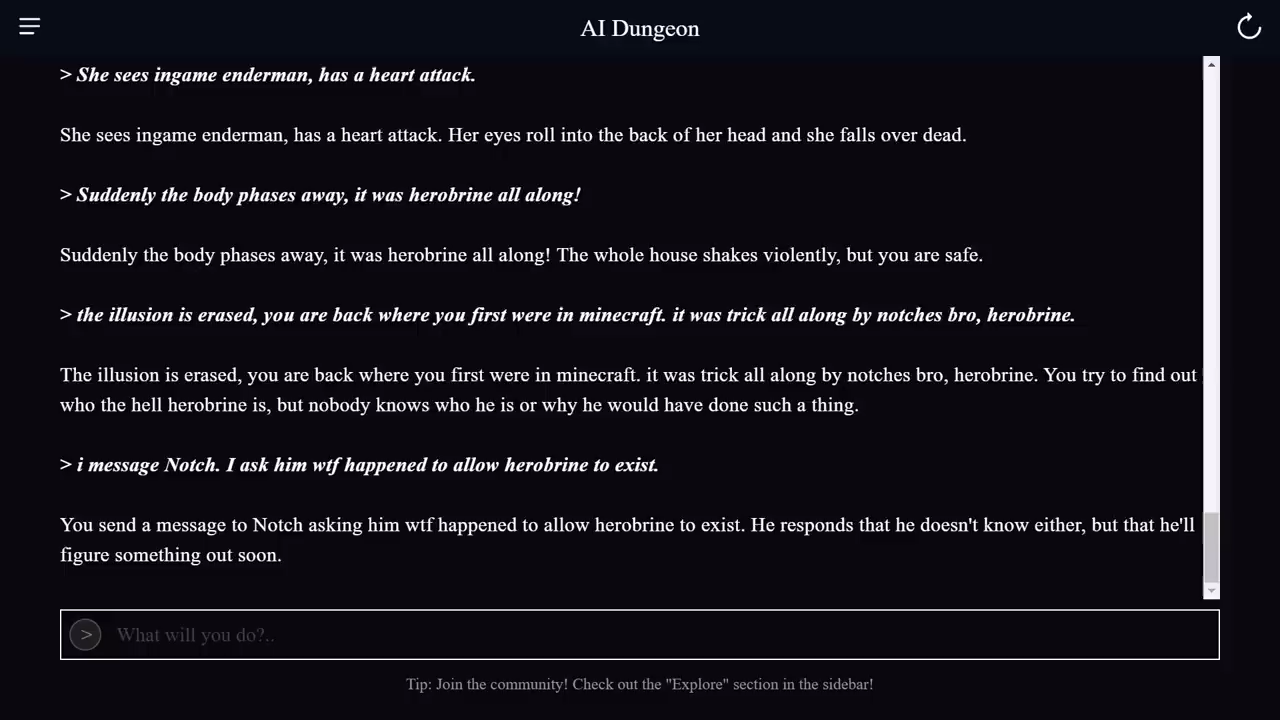 AI Dungeon
> She sees ingame enderman, has a heart attack.
She sees ingame enderman, has a heart attack. Her eyes roll into the back of her head and she falls over dead.
> Suddenly the body phases away, it was herobrine all along!
Suddenly the body phases away, it was herobrine all along! The whole house shakes violently, but you are safe.
> the illusion is erased, you are back where you first were in minecraft. it was trick all along by notches bro, herobrine.
The illusion is erased, you are back where you first were in minecraft. it was trick all along by notches bro, herobrine. You try to find out
who the hell herobrine is, but nobody knows who he is or why he would have done such a thing.
> i message Notch. I ask him wtf happened to allow herobrine to exist.
You send a message to Notch asking him wtf happened to allow herobrine to exist. He responds that he doesn't know either, but that he'll
figure something out soon.
> What will you do?..
Tip: Join the community! Check out the "Explore" section in the sidebar!